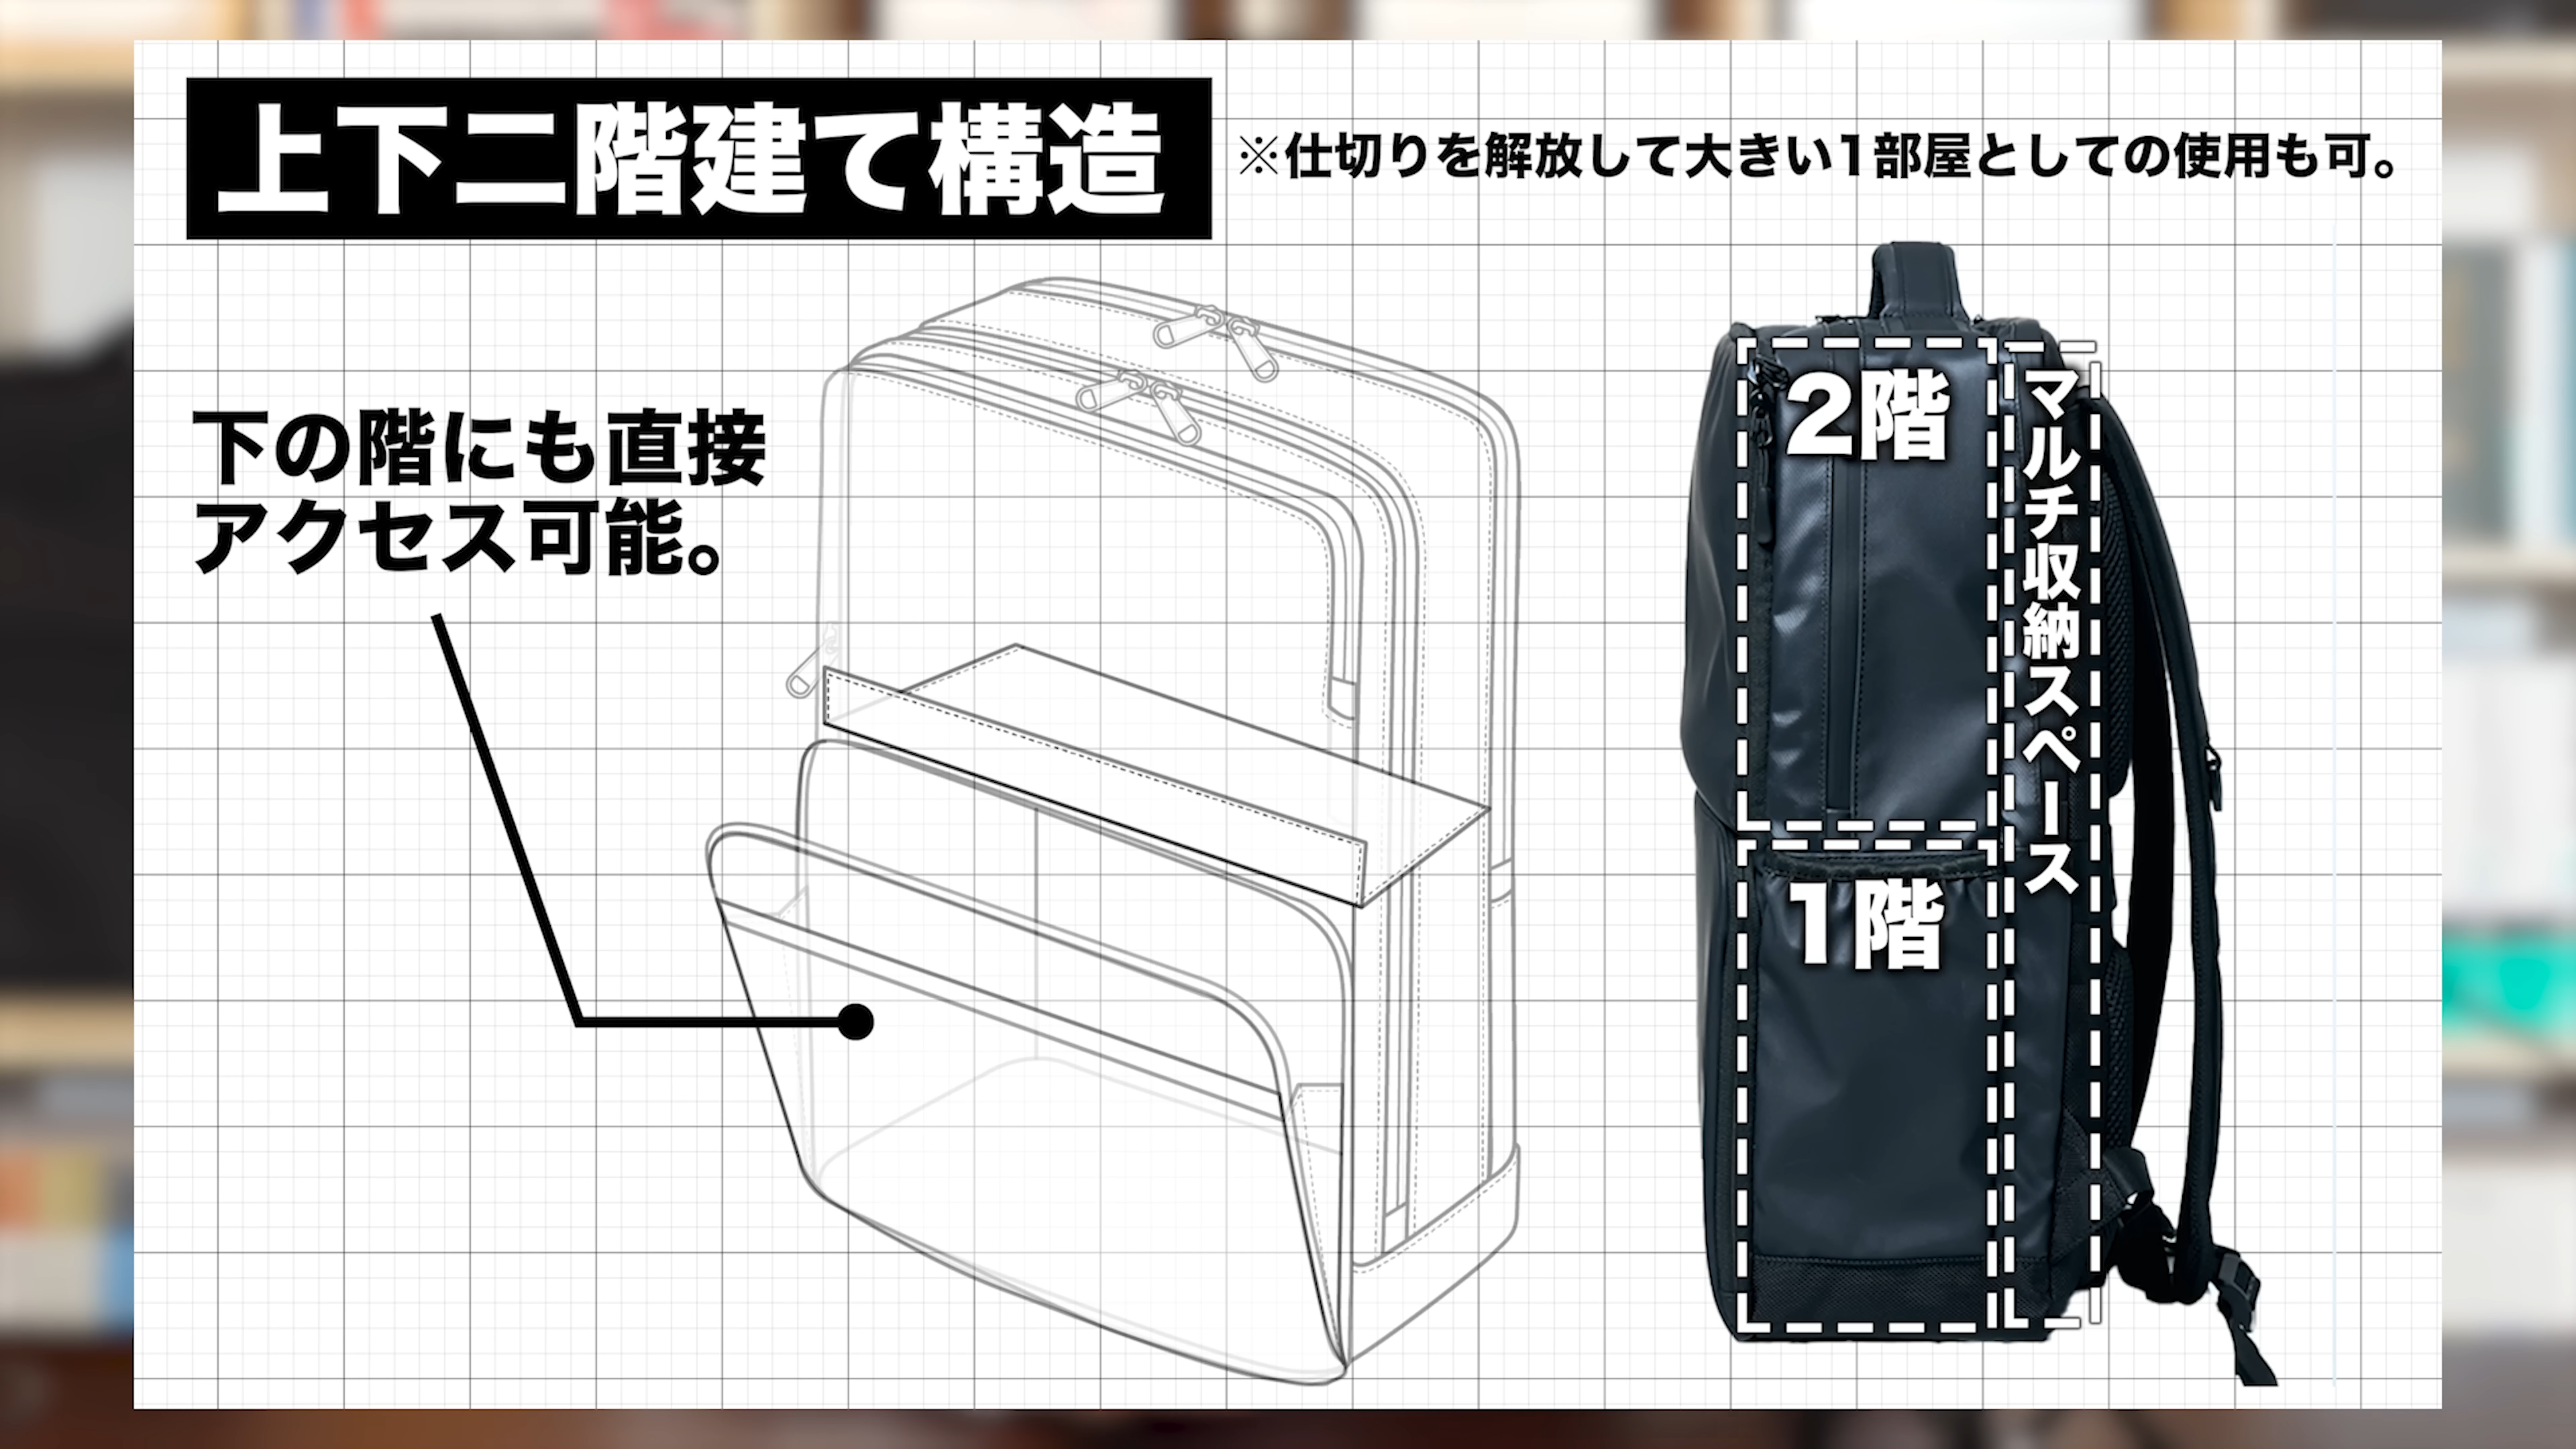 上下二階建て構造
※仕切りを解放して大きい1部屋としての使用も可。
下の階にも直接
アクセス可能。
2階
マルチ収納スペース
1階